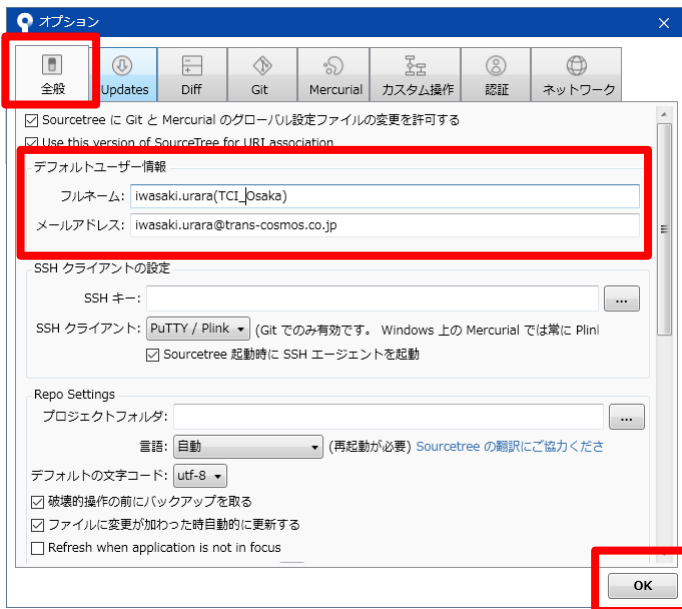 オプション
全般 Updates Diff Git Mercurial カスタム操作 認証 ネットワーク
Sourcetree に Git と Mercurial のグローバル設定ファイルの変更を許可する
Use this version of SourceTree for URI association
デフォルトユーザー情報
フルネーム: iwasaki.urara(TCI_Osaka)
メールアドレス: iwasaki.urara@trans-cosmos.co.jp
SSH クライアントの設定
SSH キー: ...
SSH クライアント: PuTTY / Plink (Git でのみ有効です。 Windows 上の Mercurial では常に Plin
Sourcetree 起動時に SSH エージェントを起動
Repo Settings
プロジェクトフォルダ: ...
言語: 自動 (再起動が必要) Sourcetree の翻訳にご協力くださ
デフォルトの文字コード: utf-8
破壊的操作の前にバックアップを取る
ファイルに変更が加わった時自動的に更新する
Refresh when application is not in focus
OK